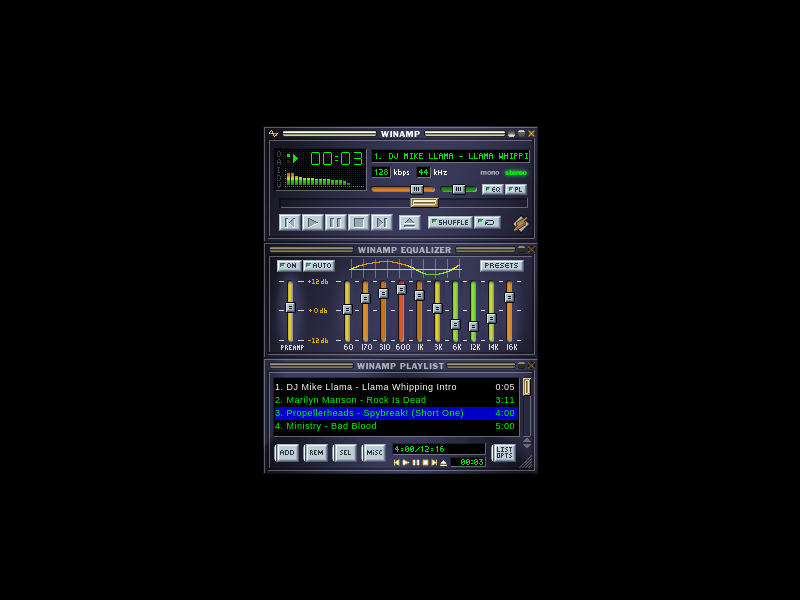 WINAMP
O
A
I
D
V
00:03
1. DJ MIKE LLAMA - LLAMA WHIPPI
128 kbps 44 kHz mono stereo
EQ PL
SHUFFLE
WINAMP EQUALIZER
ON AUTO PRESETS
+12 db
+0 db
-12 db
PREAMP 60 170 310 600 1K 3K 6K 12K 14K 16K
WINAMP PLAYLIST
1. DJ Mike Llama - Llama Whipping Intro 0:05
2. Marilyn Manson - Rock Is Dead 3:11
3. Propellerheads - Spybreak! (Short One) 4:00
4. Ministry - Bad Blood 5:00
ADD REM SEL MISC 4:00/12:16 LIST OPTS
00:03